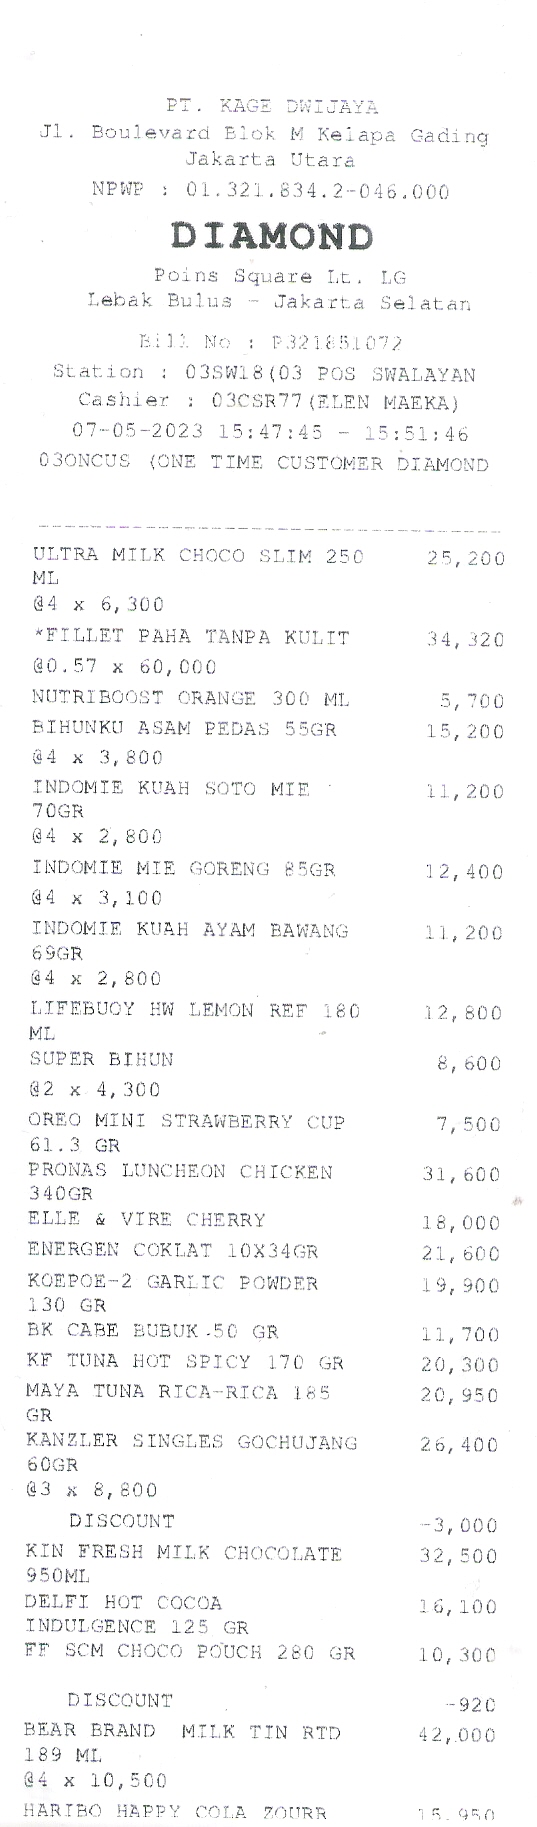 PT. KAGE DWIJAYA
Jl. Boulevard Blok M Kelapa Gading
Jakarta Utara
NPWP : 01.321.834.2-046.000
DIAMOND
Poins Square Lt. LG
Lebak Bulus - Jakarta Selatan
Bill No : P321851072
Station : 03SW18(03 POS SWALAYAN
Cashier : 03CSR77(ELEN MAEKA)
07-05-2023 15:47:45 - 15:51:46
03ONCUS (ONE TIME CUSTOMER DIAMOND
ULTRA MILK CHOCO SLIM 250 25,200
ML
@4 x 6,300
*FILLET PAHA TANPA KULIT 34,320
@0.57 x 60,000
NUTRIBOOST ORANGE 300 ML 5,700
BIHUNKU ASAM PEDAS 55GR 15,200
@4 x 3,800
INDOMIE KUAH SOTO MIE 11,200
70GR
@4 x 2,800
INDOMIE MIE GORENG 85GR 12,400
@4 x 3,100
INDOMIE KUAH AYAM BAWANG 11,200
69GR
@4 x 2,800
LIFEBUOY HW LEMON REF 180 12,800
ML
SUPER BIHUN 8,600
@2 x 4,300
OREO MINI STRAWBERRY CUP 7,500
61.3 GR
PRONAS LUNCHEON CHICKEN 31,600
340GR
ELLE & VIRE CHERRY 18,000
ENERGEN COKLAT 10X34GR 21,600
KOEPOE-2 GARLIC POWDER 19,900
130 GR
BK CABE BUBUK 50 GR 11,700
KF TUNA HOT SPICY 170 GR 20,300
MAYA TUNA RICA-RICA 185 20,950
GR
KANZLER SINGLES GOCHUJANG 26,400
60GR
@3 x 8,800
DISCOUNT -3,000
KIN FRESH MILK CHOCOLATE 32,500
950ML
DELFI HOT COCOA 16,100
INDULGENCE 125 GR
FF SCM CHOCO POUCH 280 GR 10,300
DISCOUNT -920
BEAR BRAND MILK TIN RTD 42,000
189 ML
@4 x 10,500
HARIBO HAPPY COLA ZOURR 15,950